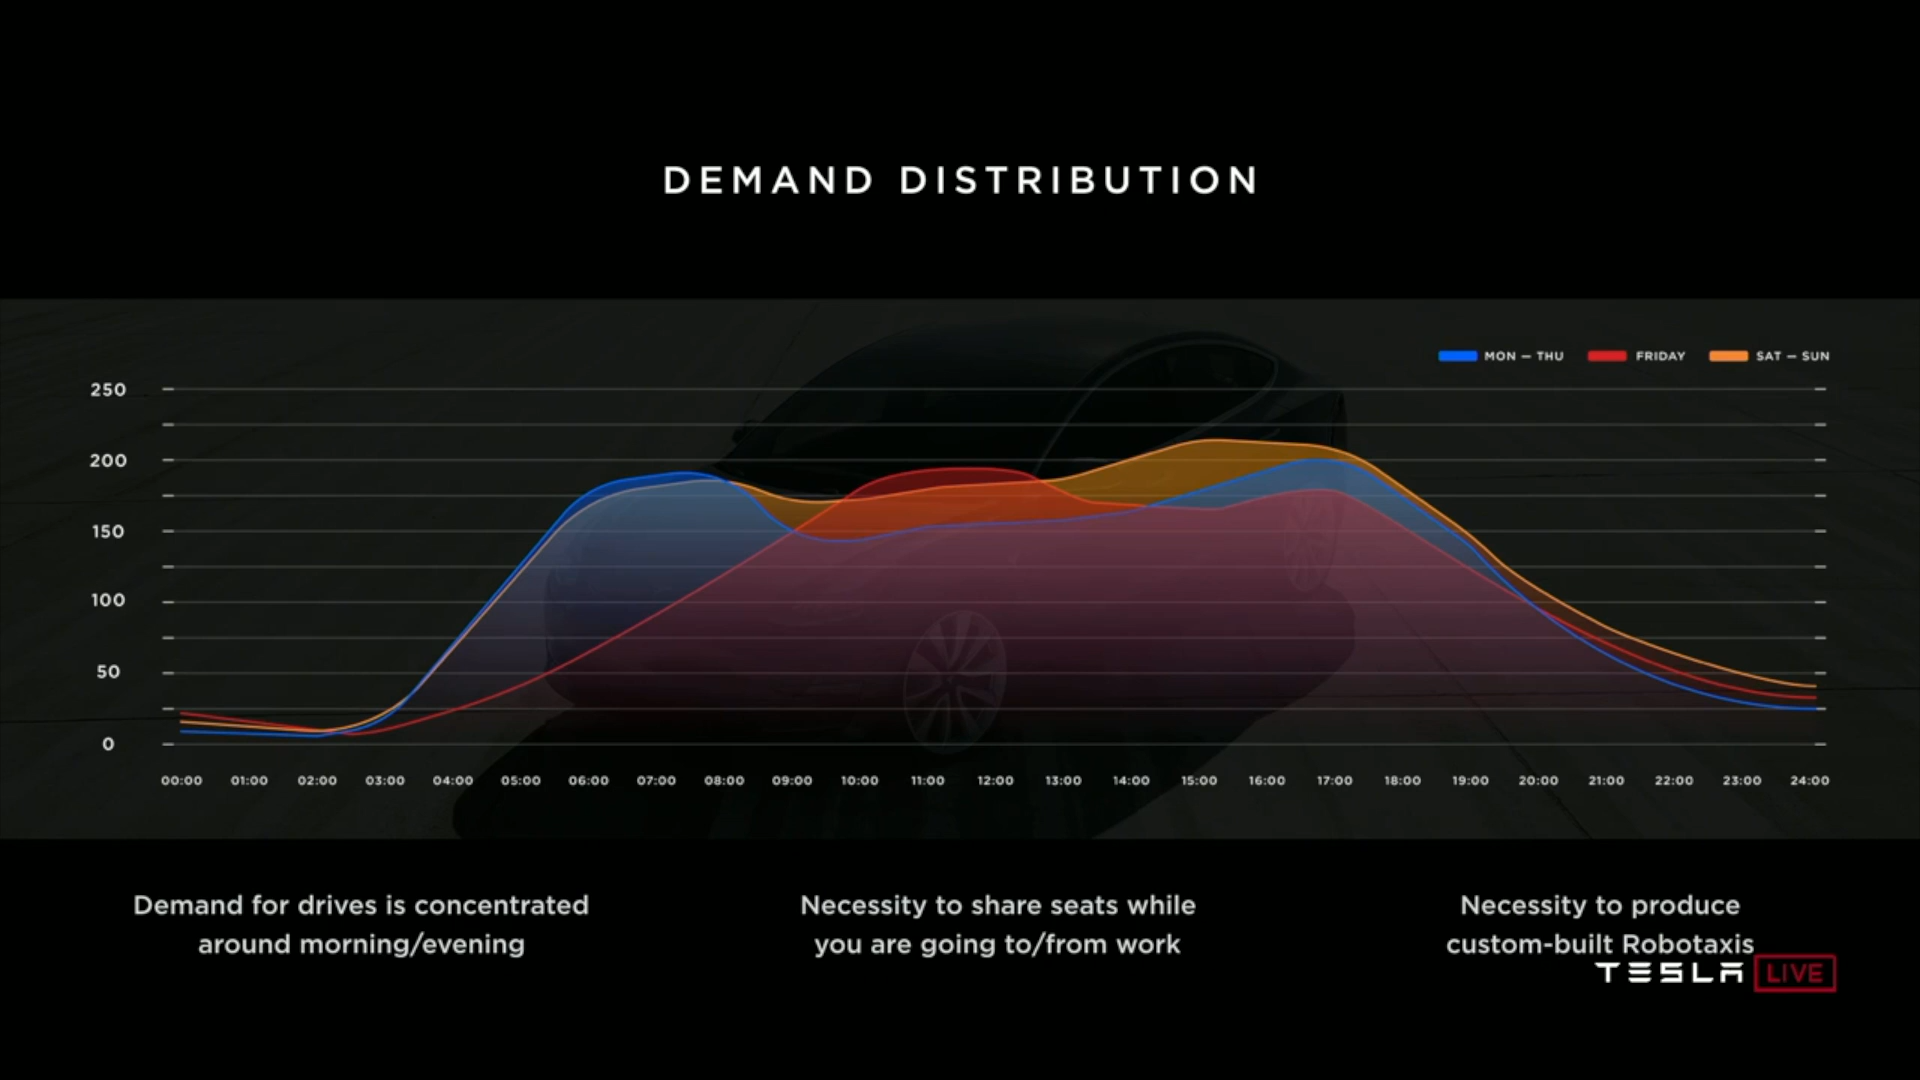 DEMAND DISTRIBUTION
MON – THU FRIDAY SAT – SUN
250
200
150
100
50
0
00:00 01:00 02:00 03:00 04:00 05:00 06:00 07:00 08:00 09:00 10:00 11:00 12:00 13:00 14:00 15:00 16:00 17:00 18:00 19:00 20:00 21:00 22:00 23:00 24:00
Demand for drives is concentrated
around morning/evening
Necessity to share seats while
you are going to/from work
Necessity to produce
custom-built Robotaxis
TESLA LIVE